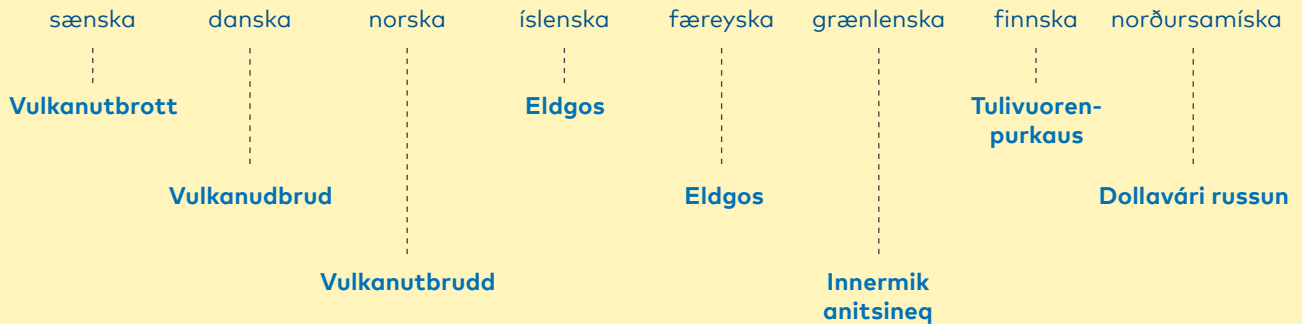 sænska danska norska íslenska færeyska grænlenska finnska norðursamíska
Vulkanutbrott Eldgos Tulivuoren-
purkaus
Vulkanudbrud Eldgos Dollavári russun
Vulkanutbrudd Innermik
anitsineq